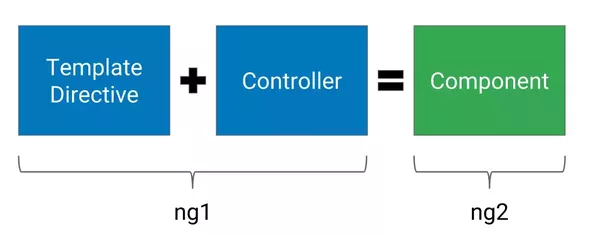 Template
Directive
+
Controller
=
Component
ng1
ng2